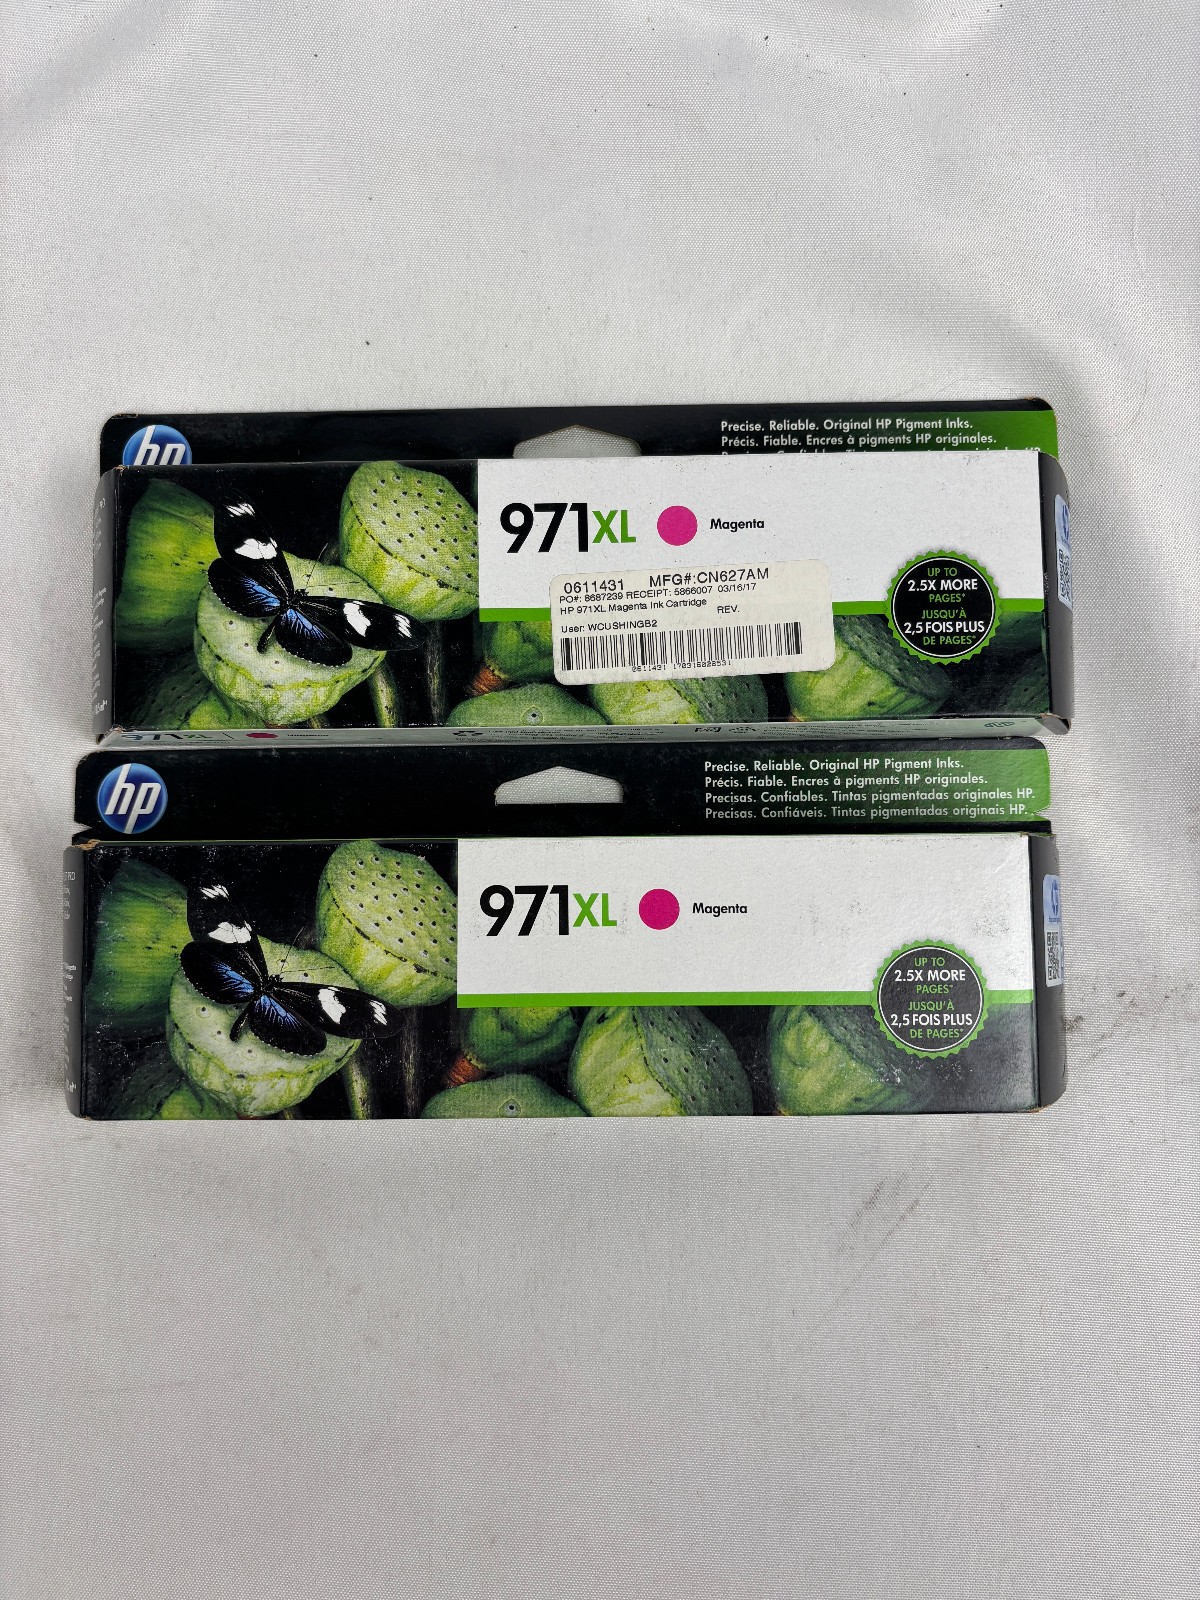 hp
Precise. Reliable. Original HP Pigment Inks.
Précis. Fiable. Encres à pigments HP originales.
971XL
Magenta
UP TO
2.5X MORE
PAGES*
JUSQU'À
2,5 FOIS PLUS
DE PAGES*
0611431 MFG#:CN627AM
PO#: 8687239 RECEIPT: 5866007 03/16/17
HP 971XL Magenta Ink Cartridge
REV.
User: WCUSHINGB2
971XL
hp
Precise. Reliable. Original HP Pigment Inks.
Précis. Fiable. Encres à pigments HP originales.
Precisas. Confiables. Tintas pigmentadas originales HP.
Precisas. Confiáveis. Tintas pigmentadas originais HP.
971XL
Magenta
UP TO
2.5X MORE
PAGES*
JUSQU'À
2,5 FOIS PLUS
DE PAGES*